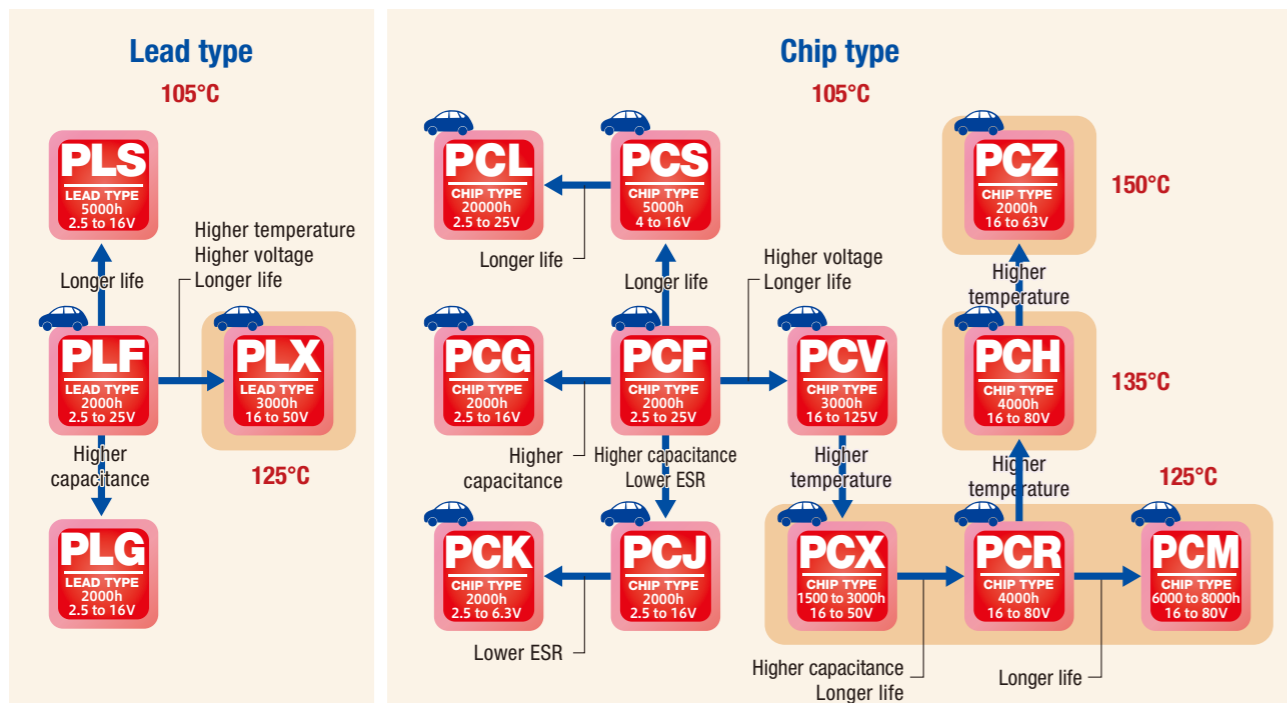 Lead type
105°C
PLS
LEAD TYPE
5000h
2.5 to 16V
Longer life
Higher temperature
Higher voltage
Longer life
PLF
LEAD TYPE
2000h
2.5 to 25V
PLX
LEAD TYPE
3000h
16 to 50V
125°C
Higher
capacitance
PLG
LEAD TYPE
2000h
2.5 to 16V
Chip type
105°C
PCL
CHIP TYPE
20000h
2.5 to 25V
Longer life
PCS
CHIP TYPE
5000h
4 to 16V
Longer life
PCZ
CHIP TYPE
2000h
16 to 63V
150°C
Higher
temperature
Higher voltage
Longer life
PCG
CHIP TYPE
2000h
2.5 to 16V
Higher
capacitance
PCF
CHIP TYPE
2000h
2.5 to 25V
Higher capacitance
Lower ESR
PCV
CHIP TYPE
3000h
16 to 125V
Higher
temperature
PCH
CHIP TYPE
4000h
16 to 80V
135°C
Higher
temperature
125°C
PCK
CHIP TYPE
2000h
2.5 to 6.3V
Lower ESR
PCJ
CHIP TYPE
2000h
2.5 to 16V
PCX
CHIP TYPE
1500 to 3000h
16 to 50V
Higher capacitance
Longer life
PCR
CHIP TYPE
4000h
16 to 80V
Longer life
PCM
CHIP TYPE
6000 to 8000h
16 to 80V